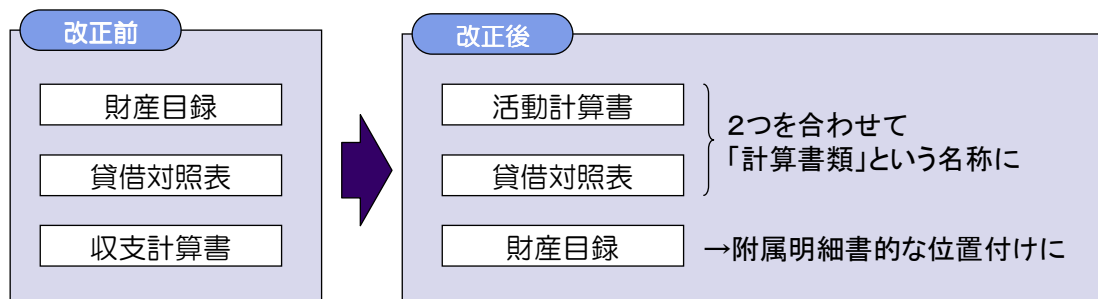 改正前
財産目録
貸借対照表
収支計算書
改正後
活動計算書
貸借対照表
2つを合わせて
「計算書類」という名称に
財産目録
→附属明細書的な位置付けに